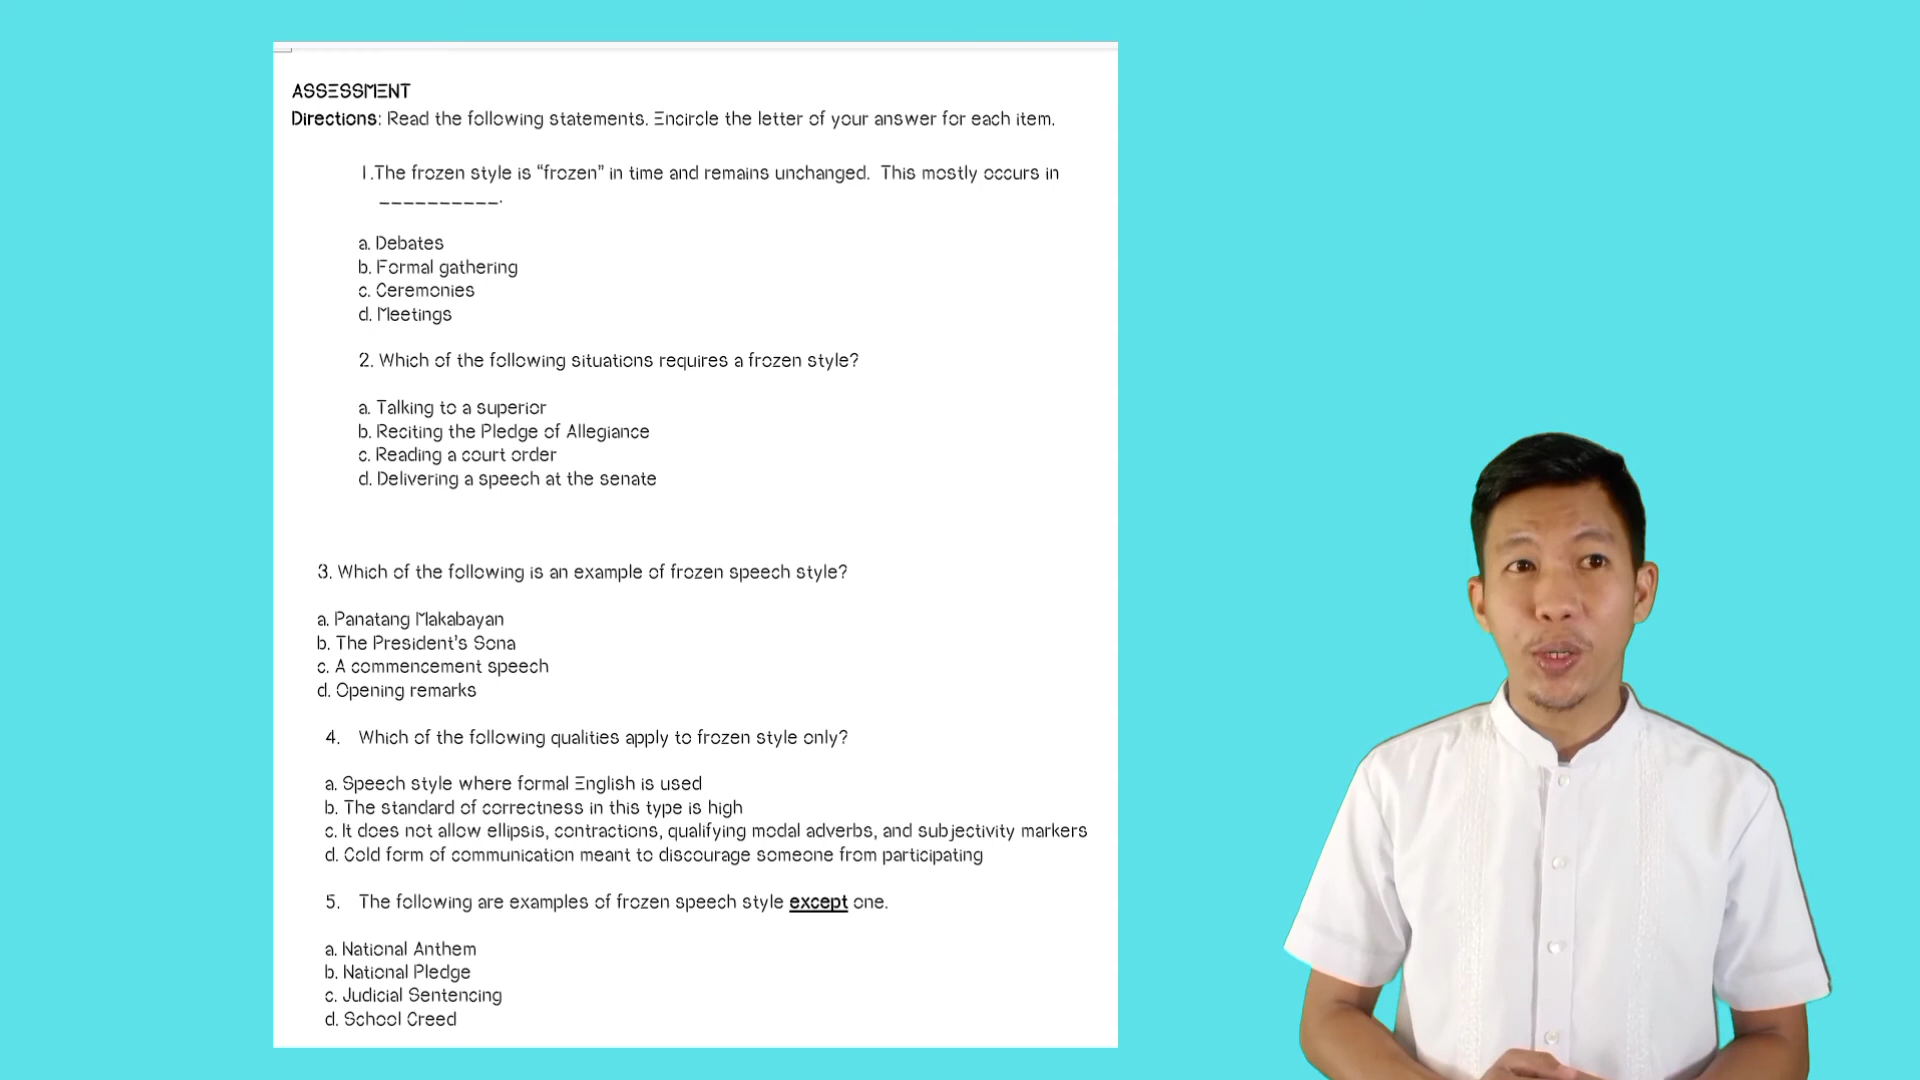 ASSESSMENT
Directions: Read the following statements. Encircle the letter of your answer for each item.
1.The frozen style is “frozen” in time and remains unchanged. This mostly occurs in
__________.
a. Debates
b. Formal gathering
c. Ceremonies
d. Meetings
2. Which of the following situations requires a frozen style?
a. Talking to a superior
b. Reciting the Pledge of Allegiance
c. Reading a court order
d. Delivering a speech at the senate
3. Which of the following is an example of frozen speech style?
a. Panatang Makabayan
b. The President’s Sona
c. A commencement speech
d. Opening remarks
4. Which of the following qualities apply to frozen style only?
a. Speech style where formal English is used
b. The standard of correctness in this type is high
c. It does not allow ellipsis, contractions, qualifying modal adverbs, and subjectivity markers
d. Cold form of communication meant to discourage someone from participating
5. The following are examples of frozen speech style except one.
a. National Anthem
b. National Pledge
c. Judicial Sentencing
d. School Creed